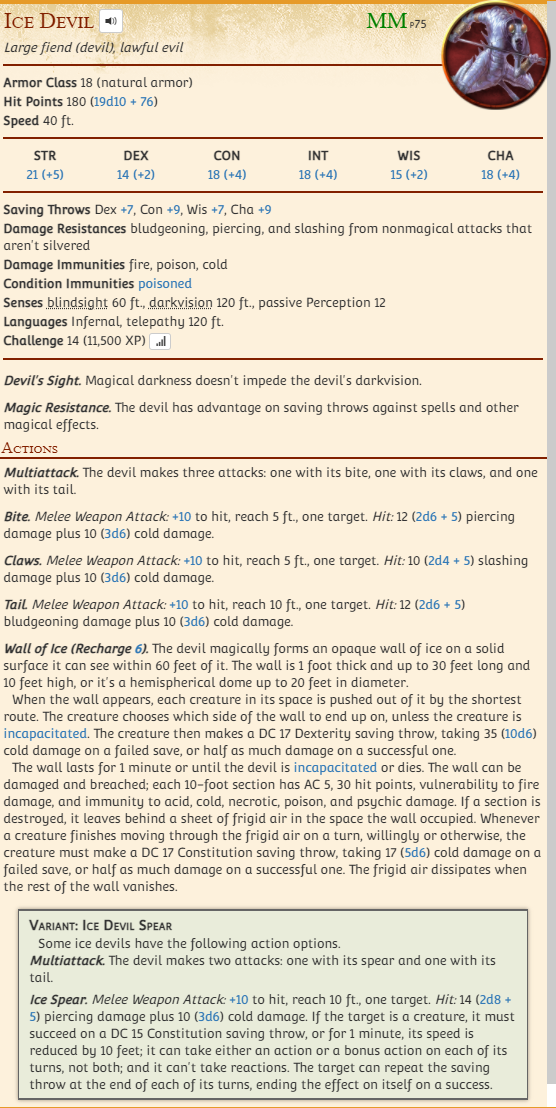 Ice Devil
MM p75
Large fiend (devil), lawful evil
Armor Class 18 (natural armor)
Hit Points 180 (19d10 + 76)
Speed 40 ft.
STR DEX CON INT WIS CHA
21 (+5) 14 (+2) 18 (+4) 18 (+4) 15 (+2) 18 (+4)
Saving Throws Dex +7, Con +9, Wis +7, Cha +9
Damage Resistances bludgeoning, piercing, and slashing from nonmagical attacks that
aren't silvered
Damage Immunities fire, poison, cold
Condition Immunities poisoned
Senses blindsight 60 ft., darkvision 120 ft., passive Perception 12
Languages Infernal, telepathy 120 ft.
Challenge 14 (11,500 XP)
Devil's Sight. Magical darkness doesn't impede the devil's darkvision.
Magic Resistance. The devil has advantage on saving throws against spells and other
magical effects.
Actions
Multiattack. The devil makes three attacks: one with its bite, one with its claws, and one
with its tail.
Bite. Melee Weapon Attack: +10 to hit, reach 5 ft., one target. Hit: 12 (2d6 + 5) piercing
damage plus 10 (3d6) cold damage.
Claws. Melee Weapon Attack: +10 to hit, reach 5 ft., one target. Hit: 10 (2d4 + 5) slashing
damage plus 10 (3d6) cold damage.
Tail. Melee Weapon Attack: +10 to hit, reach 10 ft., one target. Hit: 12 (2d6 + 5)
bludgeoning damage plus 10 (3d6) cold damage.
Wall of Ice (Recharge 6). The devil magically forms an opaque wall of ice on a solid
surface it can see within 60 feet of it. The wall is 1 foot thick and up to 30 feet long and
10 feet high, or it's a hemispherical dome up to 20 feet in diameter.
When the wall appears, each creature in its space is pushed out of it by the shortest
route. The creature chooses which side of the wall to end up on, unless the creature is
incapacitated. The creature then makes a DC 17 Dexterity saving throw, taking 35 (10d6)
cold damage on a failed save, or half as much damage on a successful one.
The wall lasts for 1 minute or until the devil is incapacitated or dies. The wall can be
damaged and breached; each 10-foot section has AC 5, 30 hit points, vulnerability to fire
damage, and immunity to acid, cold, necrotic, poison, and psychic damage. If a section is
destroyed, it leaves behind a sheet of frigid air in the space the wall occupied. Whenever
a creature finishes moving through the frigid air on a turn, willingly or otherwise, the
creature must make a DC 17 Constitution saving throw, taking 17 (5d6) cold damage on a
failed save, or half as much damage on a successful one. The frigid air dissipates when
the rest of the wall vanishes.
Variant: Ice Devil Spear
Some ice devils have the following action options.
Multiattack. The devil makes two attacks: one with its spear and one with its
tail.
Ice Spear. Melee Weapon Attack: +10 to hit, reach 10 ft., one target. Hit: 14 (2d8 +
5) piercing damage plus 10 (3d6) cold damage. If the target is a creature, it must
succeed on a DC 15 Constitution saving throw, or for 1 minute, its speed is
reduced by 10 feet; it can take either an action or a bonus action on each of its
turns, not both; and it can't take reactions. The target can repeat the saving
throw at the end of each of its turns, ending the effect on itself on a success.